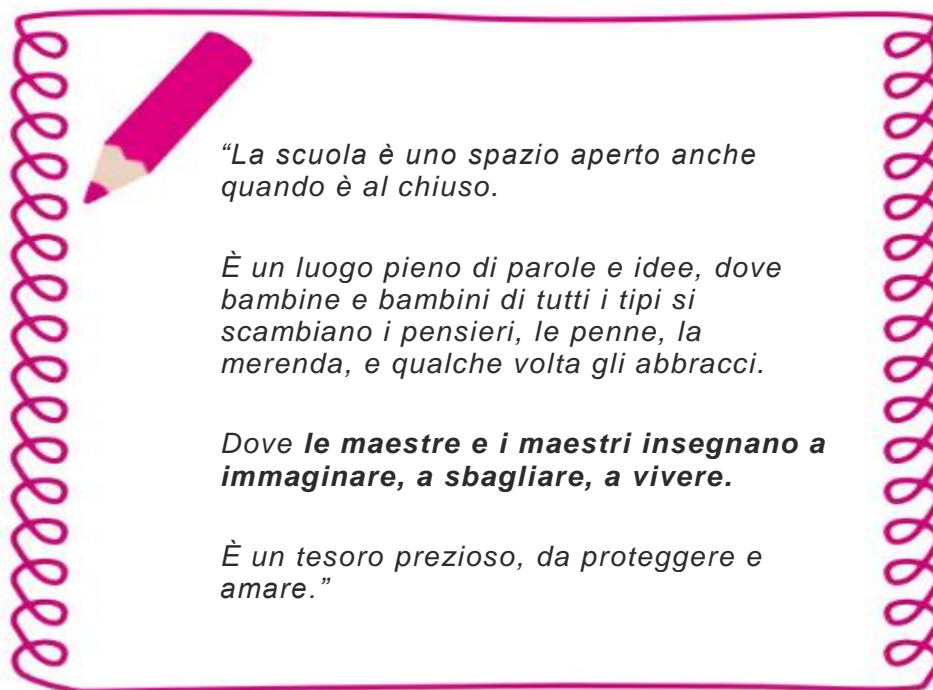 “La scuola è uno spazio aperto anche
quando è al chiuso.
È un luogo pieno di parole e idee, dove
bambine e bambini di tutti i tipi si
scambiano i pensieri, le penne, la
merenda, e qualche volta gli abbracci.
Dove le maestre e i maestri insegnano a
immaginare, a sbagliare, a vivere.
È un tesoro prezioso, da proteggere e
amare.”